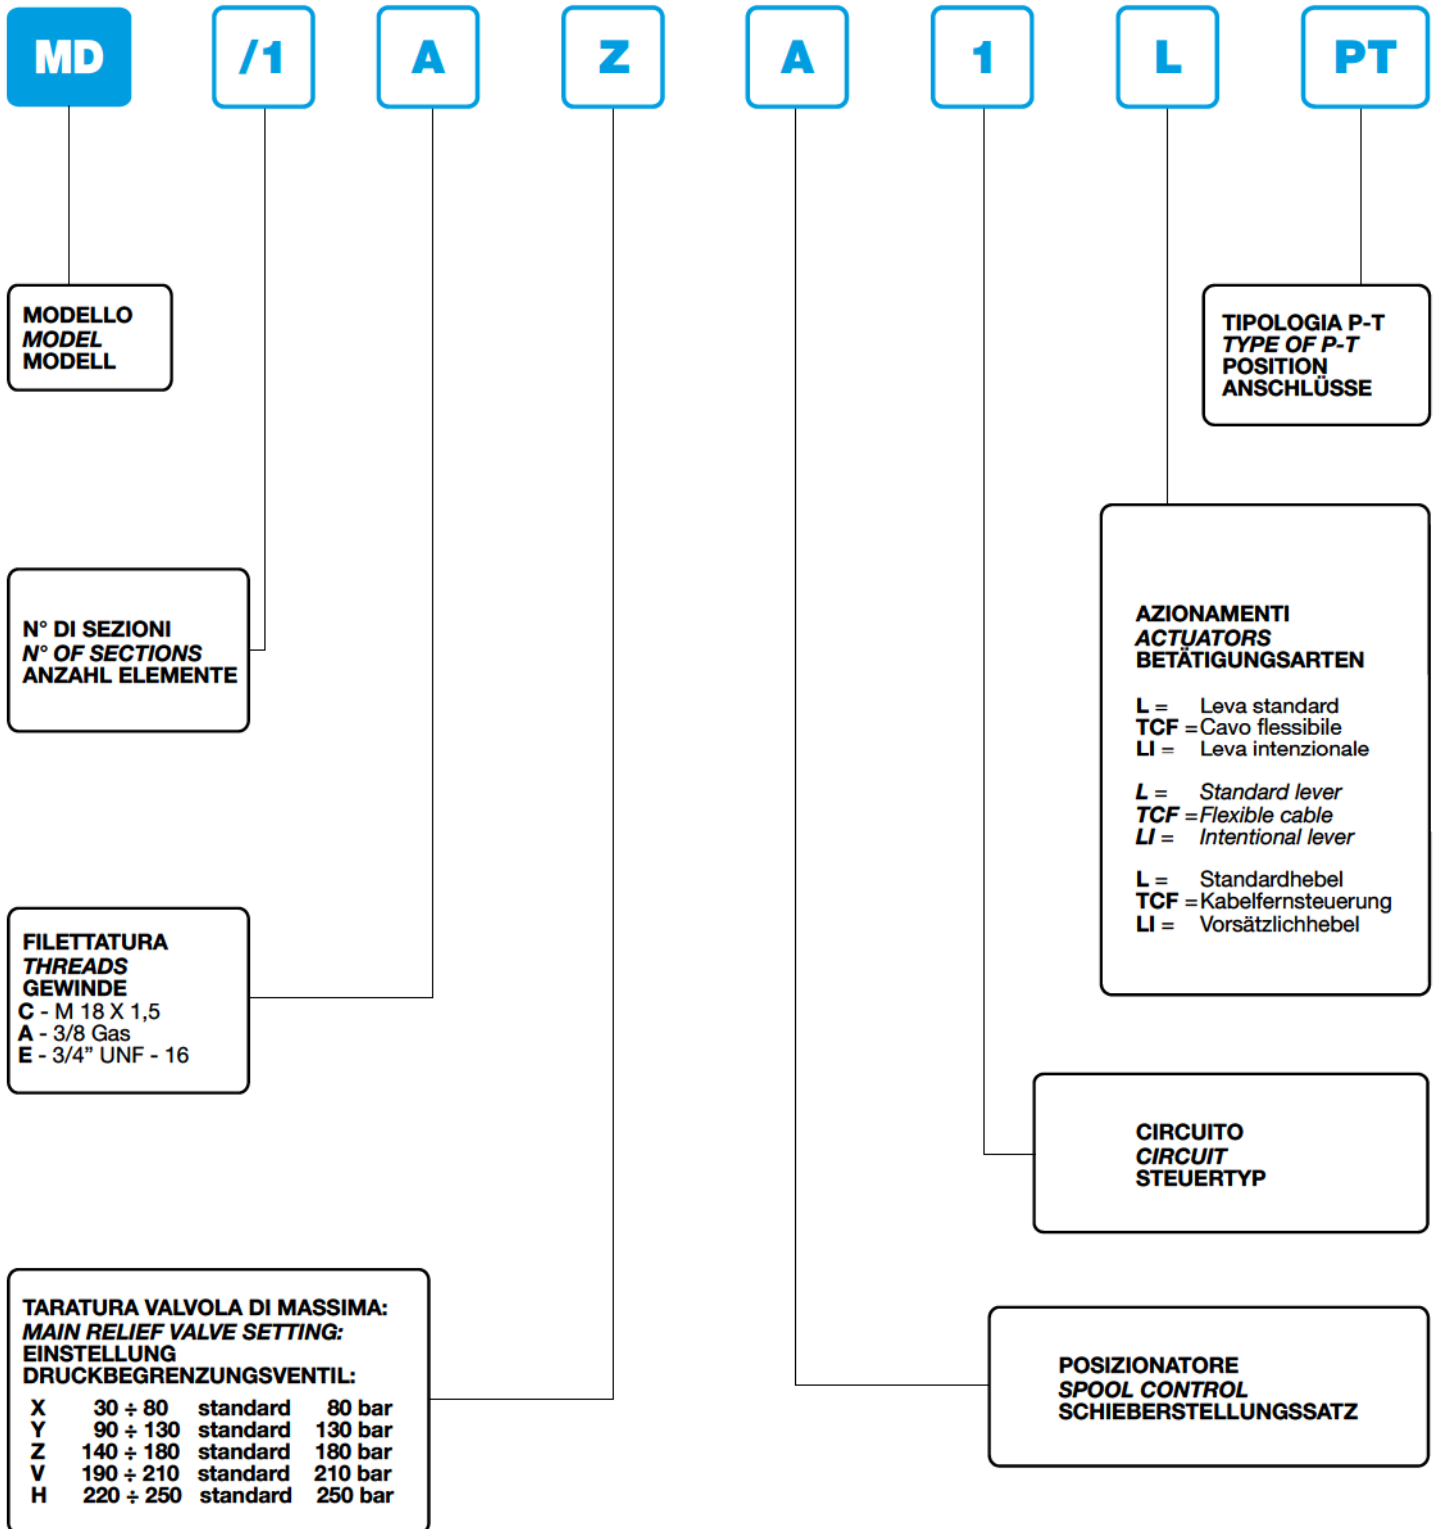 MD /1 A Z A 1 L PT
MODELLO
MODEL
MODELL
TIPOLOGIA P-T
TYPE OF P-T
POSITION
ANSCHLÜSSE
N° DI SEZIONI
N° OF SECTIONS
ANZAHL ELEMENTE
AZIONAMENTI
ACTUATORS
BETÄTIGUNGSARTEN
L = Leva standard
TCF = Cavo flessibile
LI = Leva intenzionale
L = Standard lever
TCF = Flexible cable
LI = Intentional lever
L = Standardhebel
TCF = Kabelfernsteuerung
LI = Vorsätzlichhebel
FILETTATURA
THREADS
GEWINDE
C - M 18 X 1,5
A - 3/8 Gas
E - 3/4” UNF - 16
CIRCUITO
CIRCUIT
STEUERTYP
TARATURA VALVOLA DI MASSIMA:
MAIN RELIEF VALVE SETTING:
EINSTELLUNG
DRUCKBEGRENZUNGSVENTIL:
X 30 ÷ 80 standard 80 bar
Y 90 ÷ 130 standard 130 bar
Z 140 ÷ 180 standard 180 bar
V 190 ÷ 210 standard 210 bar
H 220 ÷ 250 standard 250 bar
POSIZIONATORE
SPOOL CONTROL
SCHIEBERSTELLUNGSSATZ